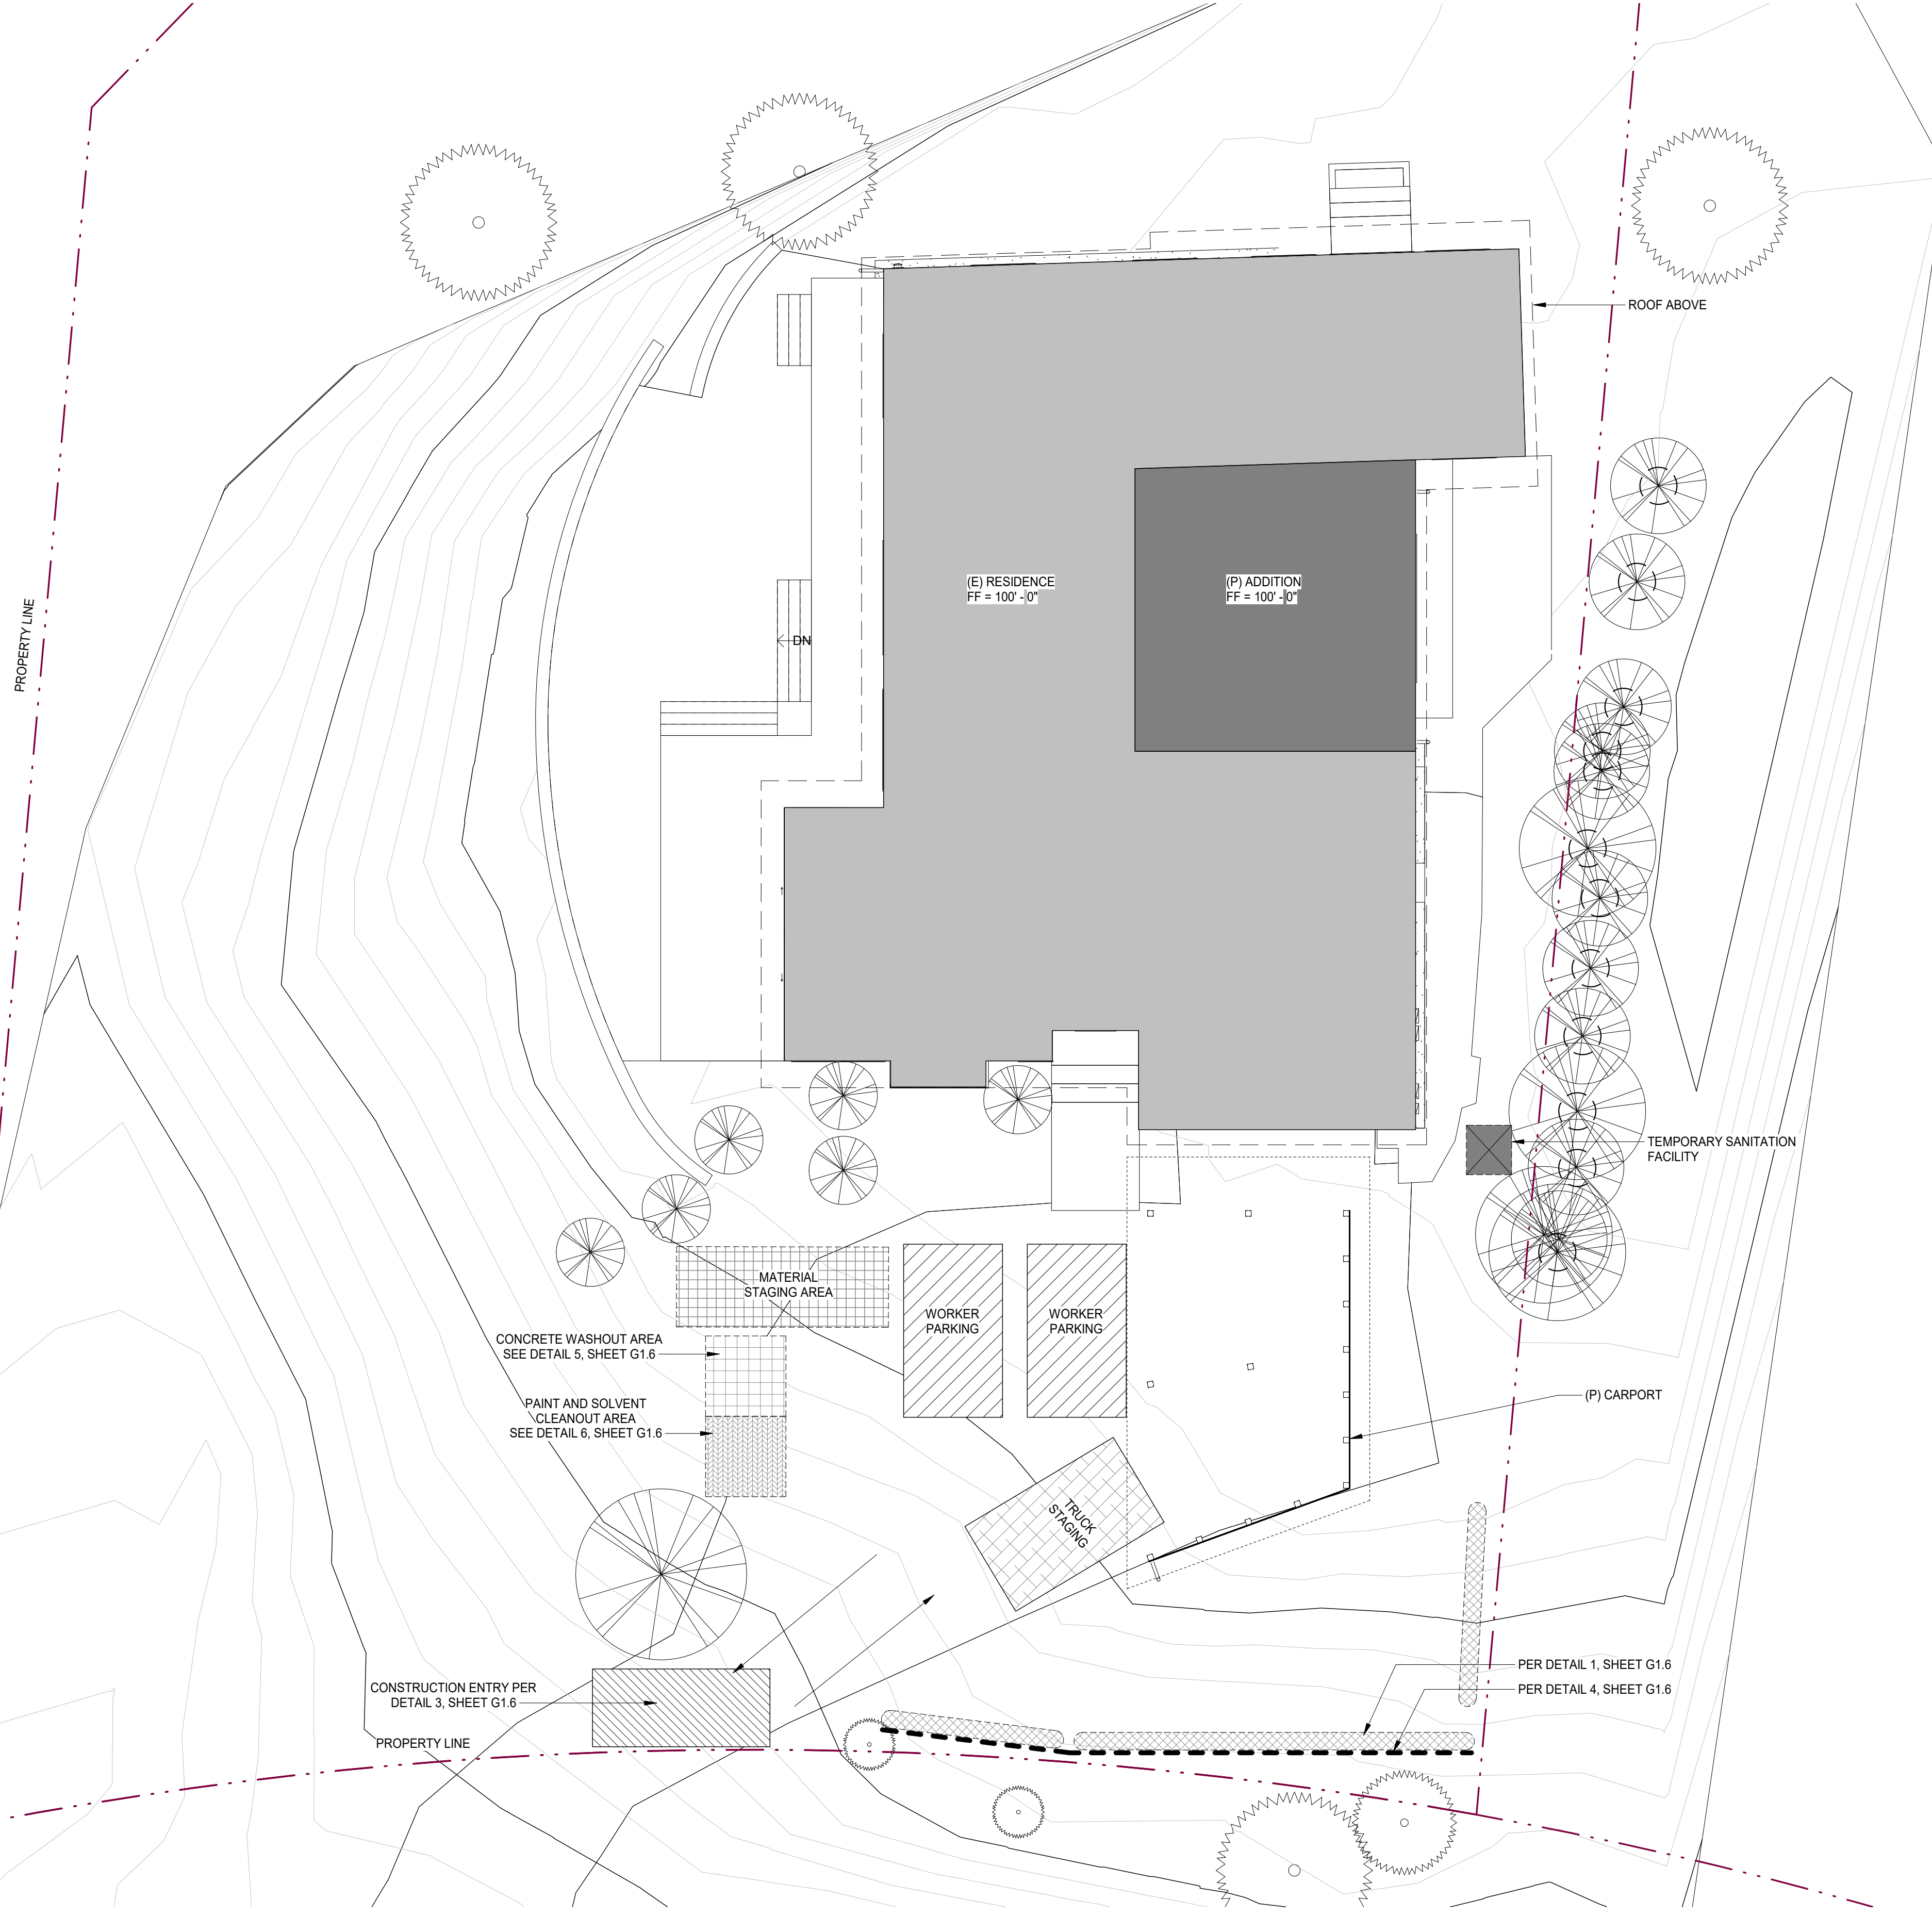 ROOF ABOVE
(E) RESIDENCE
FF = 100' - 0"
(P) ADDITION
FF = 100' - 0"
PROPERTY LINE
DN
TEMPORARY SANITATION
FACILITY
MATERIAL
STAGING AREA
WORKER
PARKING
WORKER
PARKING
CONCRETE WASHOUT AREA
SEE DETAIL 5, SHEET G1.6
(P) CARPORT
PAINT AND SOLVENT
CLEANOUT AREA
SEE DETAIL 6, SHEET G1.6
TRUCK
STAGING
PER DETAIL 1, SHEET G1.6
PER DETAIL 4, SHEET G1.6
CONSTRUCTION ENTRY PER
DETAIL 3, SHEET G1.6
PROPERTY LINE